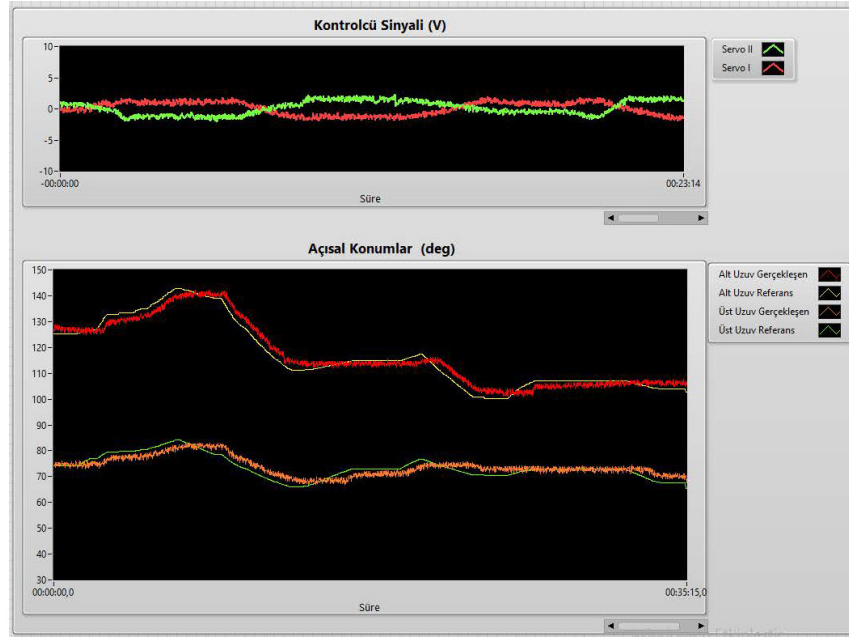 Kontrolcü Sinyali (V)
10
5
0
-5
-10
-00:00:00
00:23:14
Süre
Servo II
Servo I
Açısal Konumlar (deg)
150
140
130
120
110
100
90
80
70
60
50
40
30
00:00:00,0
00:35:15,0
Süre
Alt Uzuv Gerçekleşen
Alt Uzuv Referans
Üst Uzuv Gerçekleşen
Üst Uzuv Referans